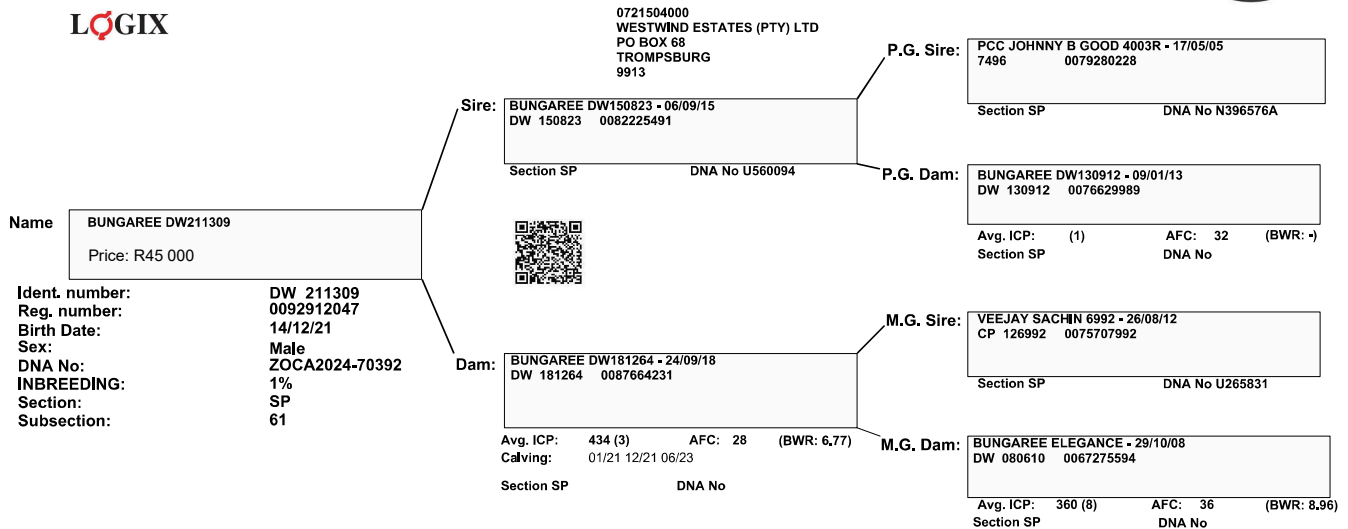 LOGIX
0721504000
WESTWIND ESTATES (PTY) LTD
PO BOX 68
TROMPSBURG
9913
Name
BUNGAREE DW211309
Price: R45 000
Ident. number: DW 211309
Reg. number: 0092912047
Birth Date: 14/12/21
Sex: Male
DNA No: ZOCA2024-70392
INBREEDING: 1%
Section: SP
Subsection: 61
Sire:
BUNGAREE DW150823 - 06/09/15
DW 150823 0082225491
Section SP DNA No U560094
Dam:
BUNGAREE DW181264 - 24/09/18
DW 181264 0087664231
Avg. ICP: 434 (3) AFC: 28 (BWR: 6.77)
Calving: 01/21 12/21 06/23
Section SP DNA No
P.G. Sire:
PCC JOHNNY B GOOD 4003R - 17/05/05
7496 0079280228
Section SP DNA No N396576A
P.G. Dam:
BUNGAREE DW130912 - 09/01/13
DW 130912 0076629989
Avg. ICP: (1) AFC: 32 (BWR: -)
Section SP DNA No
M.G. Sire:
VEEJAY SACHIN 6992 - 26/08/12
CP 126992 0075707992
Section SP DNA No U265831
M.G. Dam:
BUNGAREE ELEGANCE - 29/10/08
DW 080610 0067275594
Avg. ICP: 360 (8) AFC: 36 (BWR: 8.96)
Section SP DNA No